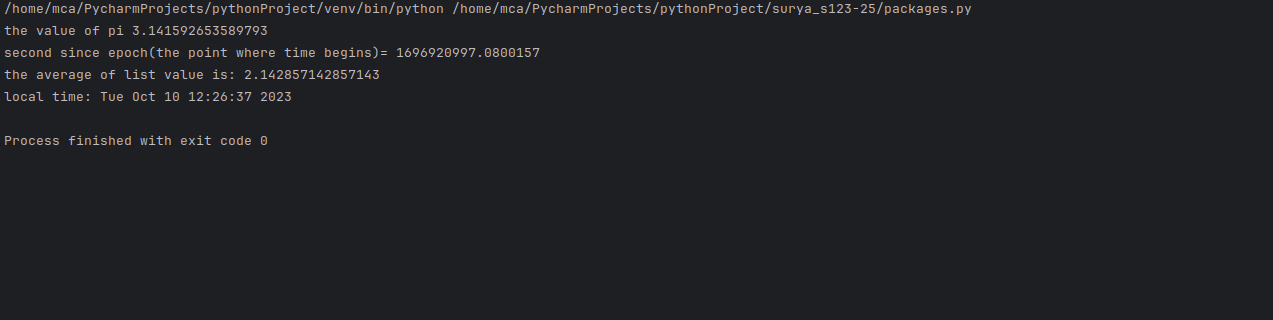 /home/mca/PycharmProjects/pythonProject/venv/bin/python /home/mca/PycharmProjects/pythonProject/surya_s123-25/packages.py
the value of pi 3.141592653589793
second since epoch(the point where time begins)= 1696920997.0800157
the average of list value is: 2.142857142857143
local time: Tue Oct 10 12:26:37 2023
Process finished with exit code 0